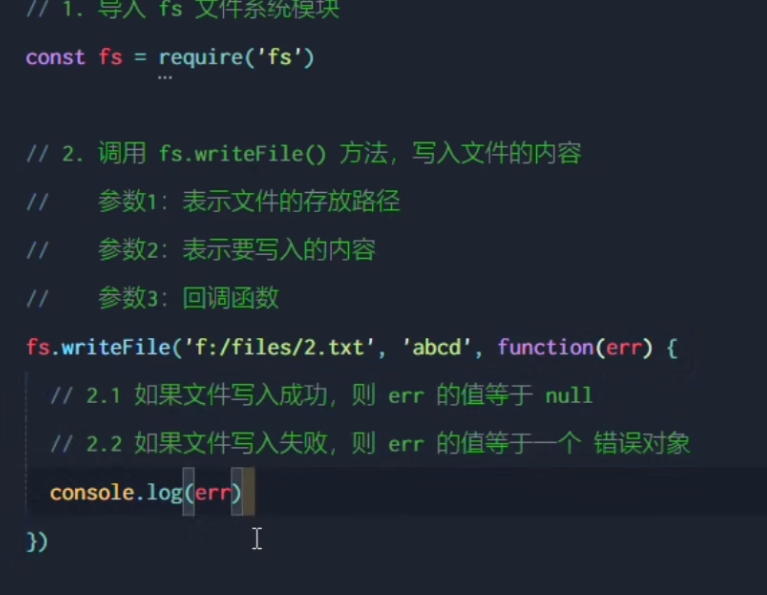 // 1. 导入 fs 文件系统模块
const fs = require('fs')
// 2. 调用 fs.writeFile() 方法，写入文件的内容
//    参数1：表示文件的存放路径
//    参数2：表示要写入的内容
//    参数3：回调函数
fs.writeFile('f:/files/2.txt', 'abcd', function(err) {
  // 2.1 如果文件写入成功，则 err 的值等于 null
  // 2.2 如果文件写入失败，则 err 的值等于一个 错误对象
  console.log(err)
})